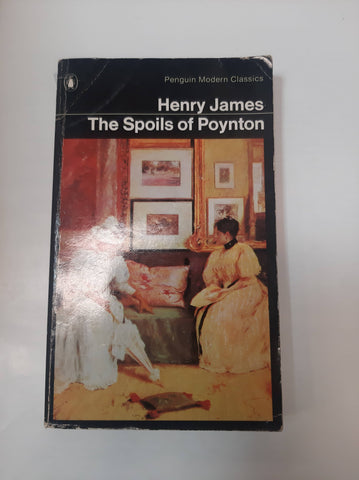 Penguin Modern Classics
Henry James
The Spoils of Poynton